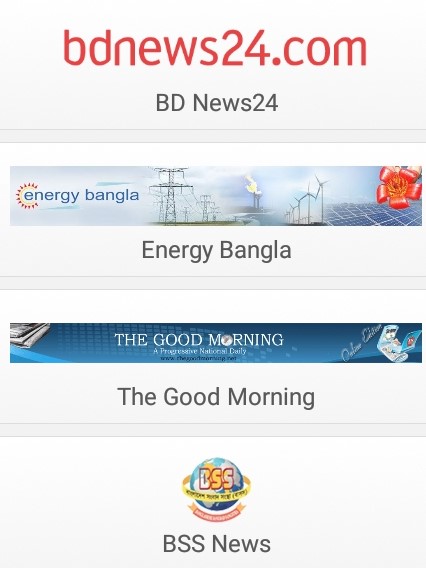 bdnews24.com
BD News24
energy bangla
Energy Bangla
THE GOOD MORNING
A Progressive National Daily
www.thegoodmorning.net
Online Edition
The Good Morning
BSS
বাংলাদেশ সংবাদ সংস্থা (বাসস)
BSS News